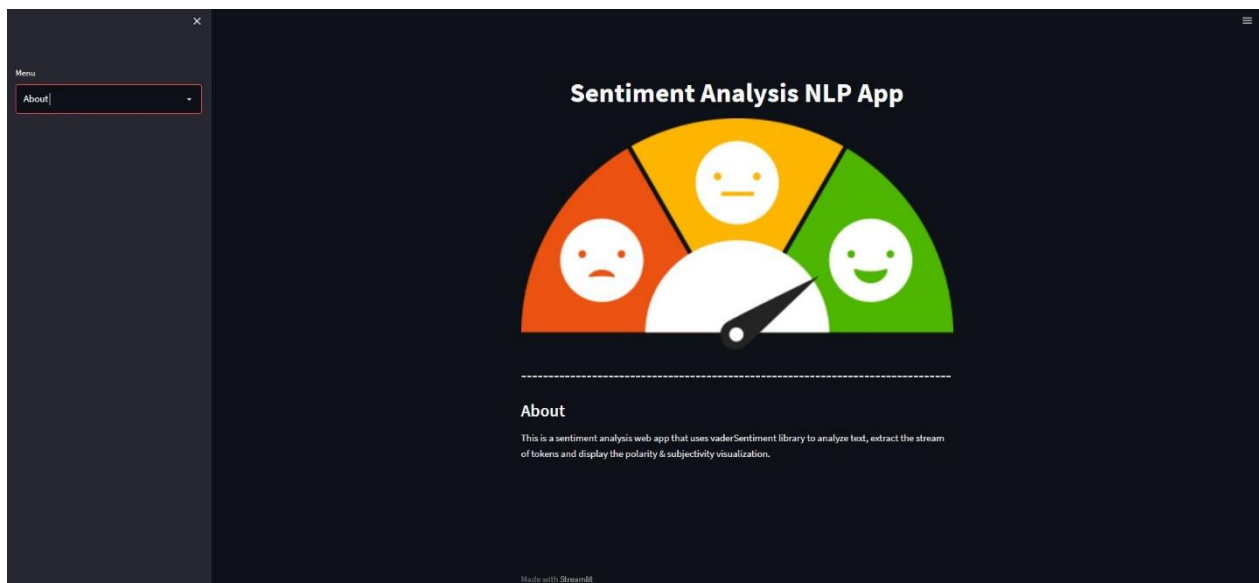 Menu
About
Sentiment Analysis NLP App
--------------------------------------------------------------------------------
About
This is a sentiment analysis web app that uses vaderSentiment library to analyze text, extract the stream
of tokens and display the polarity & subjectivity visualization.
Made with Streamlit